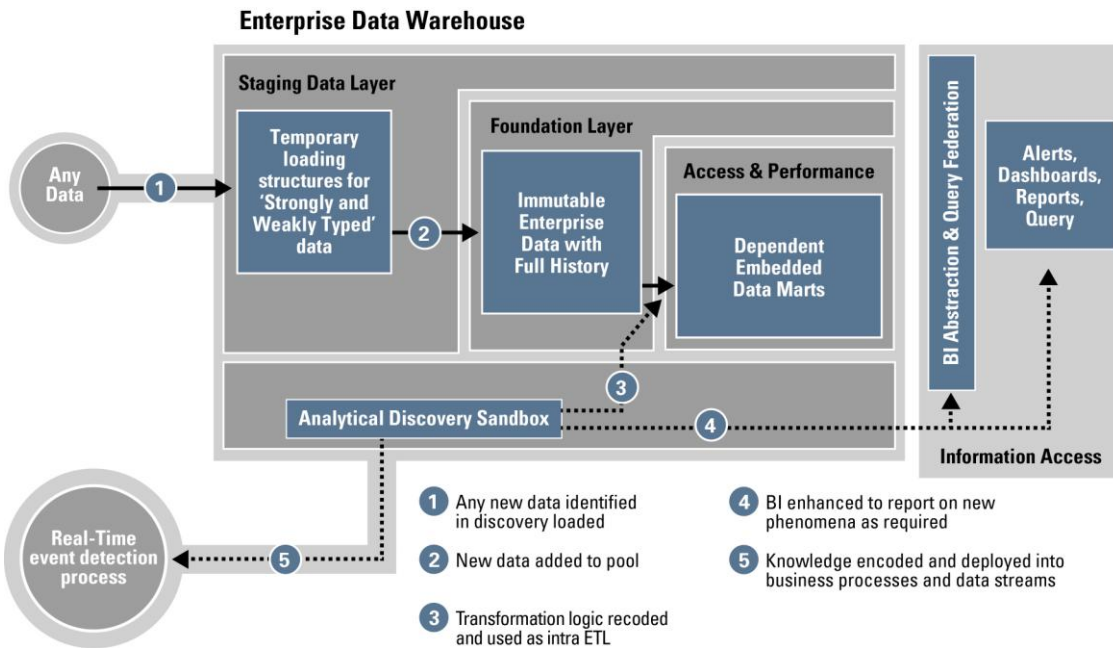 Enterprise Data Warehouse
Staging Data Layer
Temporary
loading
structures for
‘Strongly and
Weakly Typed’
data
Foundation Layer
Immutable
Enterprise
Data with
Full History
Access & Performance
Dependent
Embedded
Data Marts
BI Abstraction & Query Federation
Alerts,
Dashboards,
Reports,
Query
Any
Data
1
2
3
Analytical Discovery Sandbox
4
Information Access
Real-Time
event detection
process
5
1 Any new data identified
in discovery loaded
2 New data added to pool
3 Transformation logic recoded
and used as intra ETL
4 BI enhanced to report on new
phenomena as required
5 Knowledge encoded and deployed into
business processes and data streams